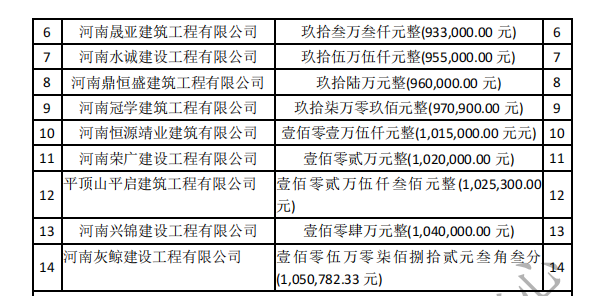 6 河南晟亚建筑工程有限公司 玖拾叁万叁仟元整(933,000.00 元) 6
7 河南水诚建设工程有限公司 玖拾伍万伍仟元整(955,000.00 元) 7
8 河南鼎恒盛建筑工程有限公司 玖拾陆万元整(960,000.00 元) 8
9 河南冠学建筑工程有限公司 玖拾柒万零玖佰元整(970,900.00 元) 9
10 河南恒源靖业建筑有限公司 壹佰零壹万伍仟元整(1,015,000.00 元元) 10
11 河南荣广建设工程有限公司 壹佰零贰万元整(1,020,000.00 元) 11
12 平顶山平启建筑工程有限公司 壹佰零贰万伍仟叁佰元整(1,025,300.00 12
元)
13 河南兴锦建设工程有限公司 壹佰零肆万元整(1,040,000.00 元) 13
14 河南灰鲸建设工程有限公司 壹佰零伍万零柒佰捌拾贰元叁角叁分 14
(1,050,782.33 元)